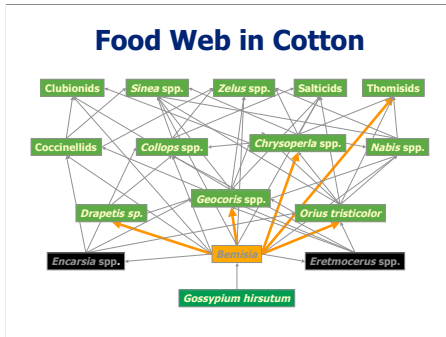 Food Web in Cotton
Clubionids Sinea spp. Zelus spp. Salticids Thomisids
Coccinellids Collops spp. Chrysoperla spp. Nabis spp.
Geocoris spp.
Drapetis sp. Orius tristicolor
Bemisia
Encarsia spp. Eretmocerus spp.
Gossypium hirsutum